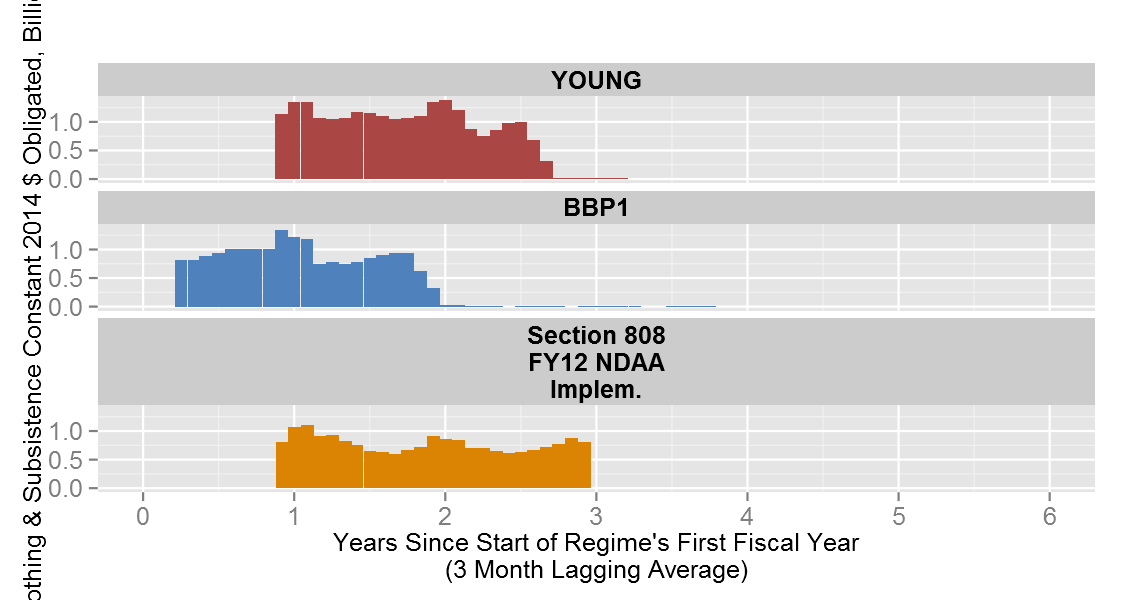 & Subsistence Constant 2014 $ Obligated,
YOUNG
1.0
0.5
0.0
BBP1
1.0
0.5
0.0
Section 808
FY12 NDAA
Implem.
1.0
0.5
0.0
0 1 2 3 4 5 6
Years Since Start of Regime's First Fiscal Year
(3 Month Lagging Average)